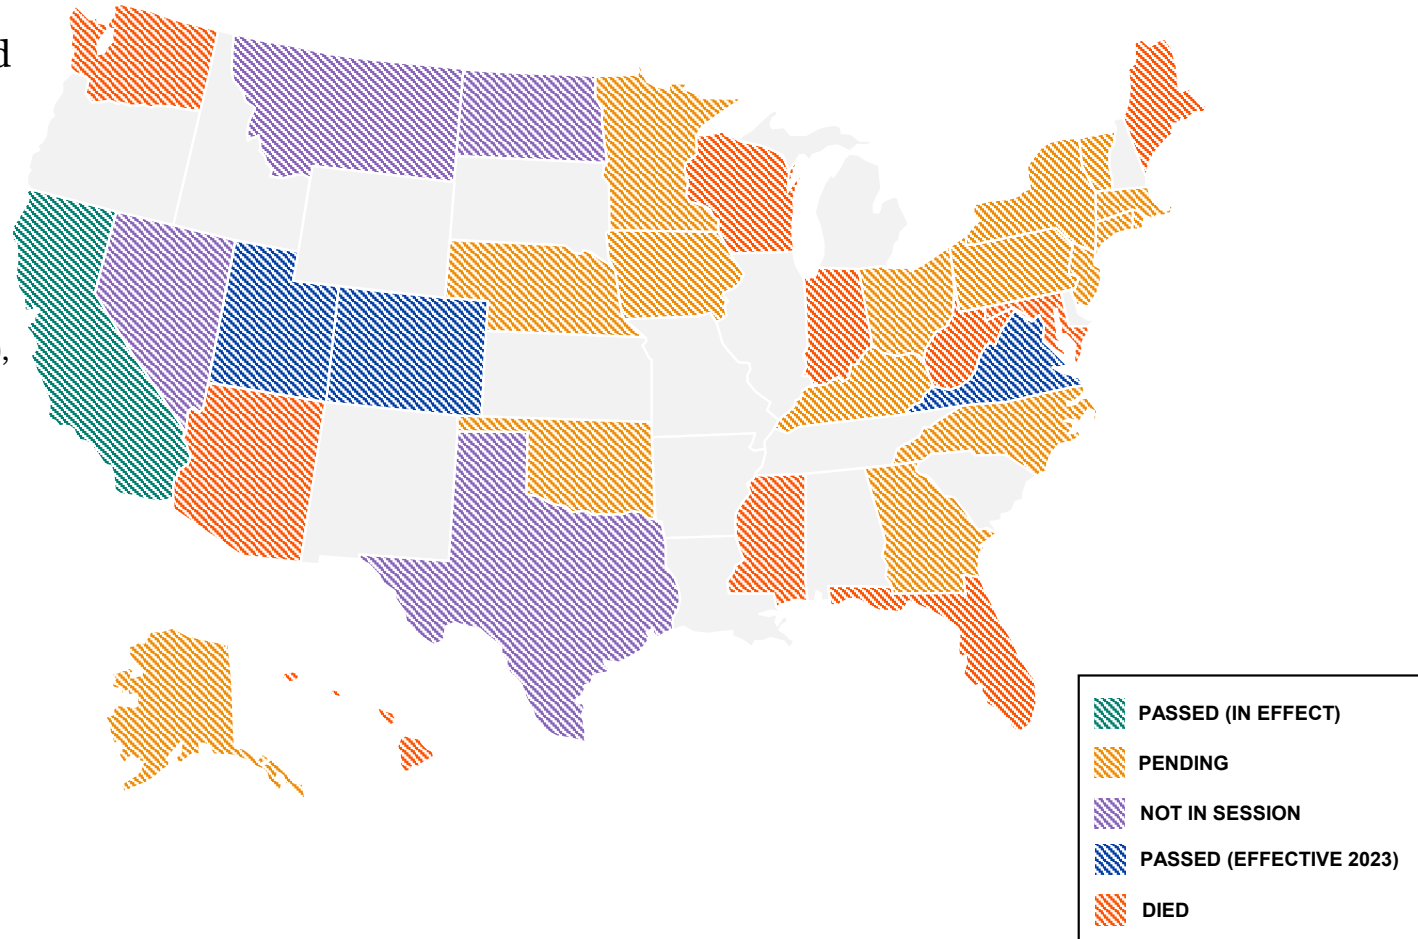 d
,
PASSED (IN EFFECT)
PENDING
NOT IN SESSION
PASSED (EFFECTIVE 2023)
DIED